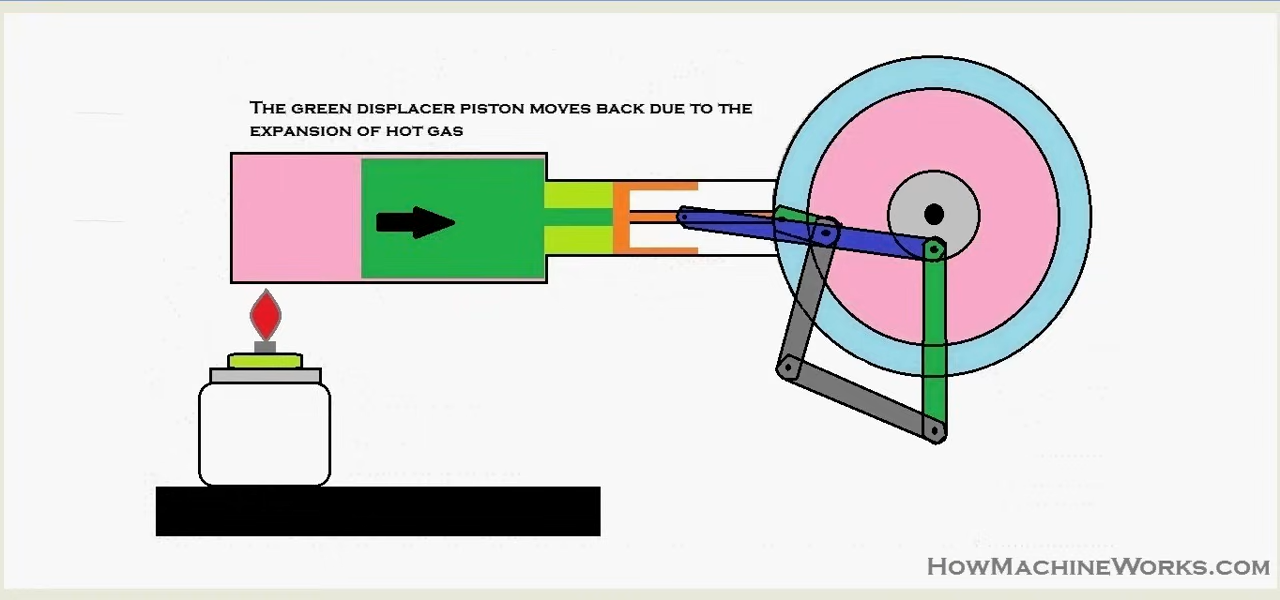 The green displacer piston moves back due to the
expansion of hot gas
HowMachineWorks.com